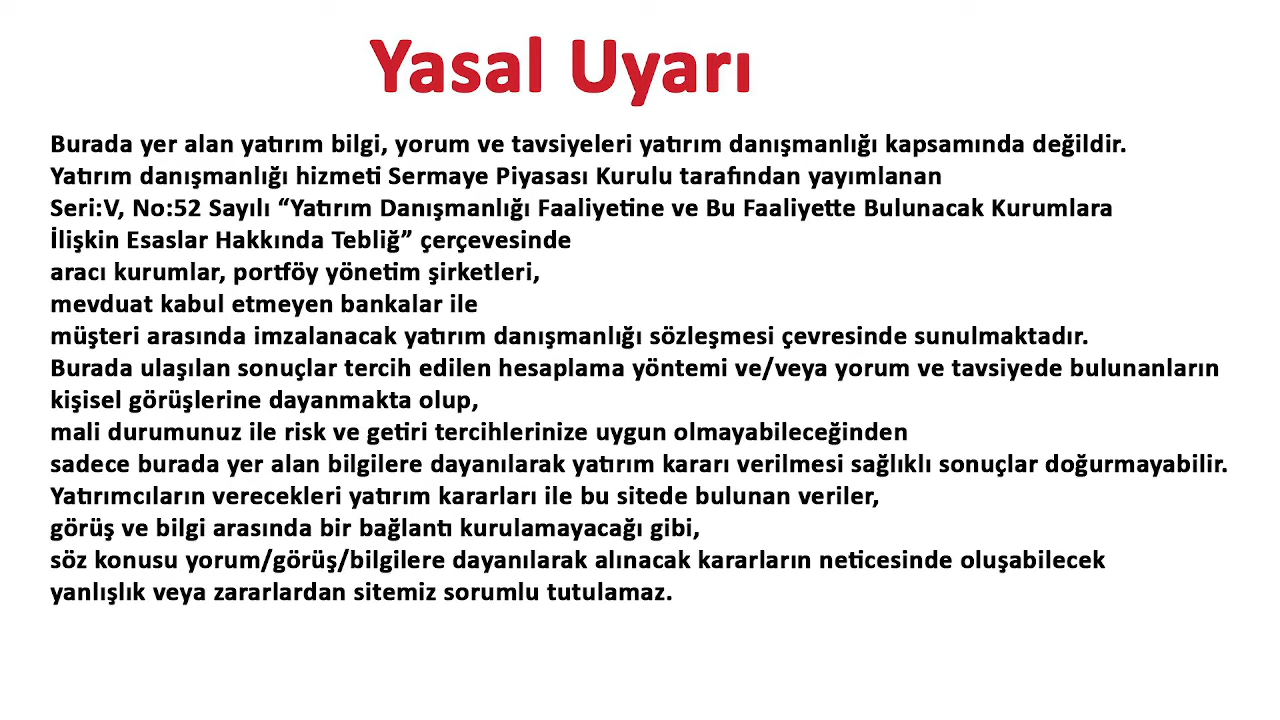 Yasal Uyarı
Burada yer alan yatırım bilgi, yorum ve tavsiyeleri yatırım danışmanlığı kapsamında değildir.
Yatırım danışmanlığı hizmeti Sermaye Piyasası Kurulu tarafından yayımlanan
Seri:V, No:52 Sayılı “Yatırım Danışmanlığı Faaliyetine ve Bu Faaliyette Bulunacak Kurumlara
İlişkin Esaslar Hakkında Tebliğ” çerçevesinde
aracı kurumlar, portföy yönetim şirketleri,
mevduat kabul etmeyen bankalar ile
müşteri arasında imzalanacak yatırım danışmanlığı sözleşmesi çevresinde sunulmaktadır.
Burada ulaşılan sonuçlar tercih edilen hesaplama yöntemi ve/veya yorum ve tavsiyede bulunanların
kişisel görüşlerine dayanmakta olup,
mali durumunuz ile risk ve getiri tercihlerinize uygun olmayabileceğinden
sadece burada yer alan bilgilere dayanılarak yatırım kararı verilmesi sağlıklı sonuçlar doğurmayabilir.
Yatırımcıların verecekleri yatırım kararları ile bu sitede bulunan veriler,
görüş ve bilgi arasında bir bağlantı kurulamayacağı gibi,
söz konusu yorum/görüş/bilgilere dayanılarak alınacak kararların neticesinde oluşabilecek
yanlışlık veya zararlardan sitemiz sorumlu tutulamaz.